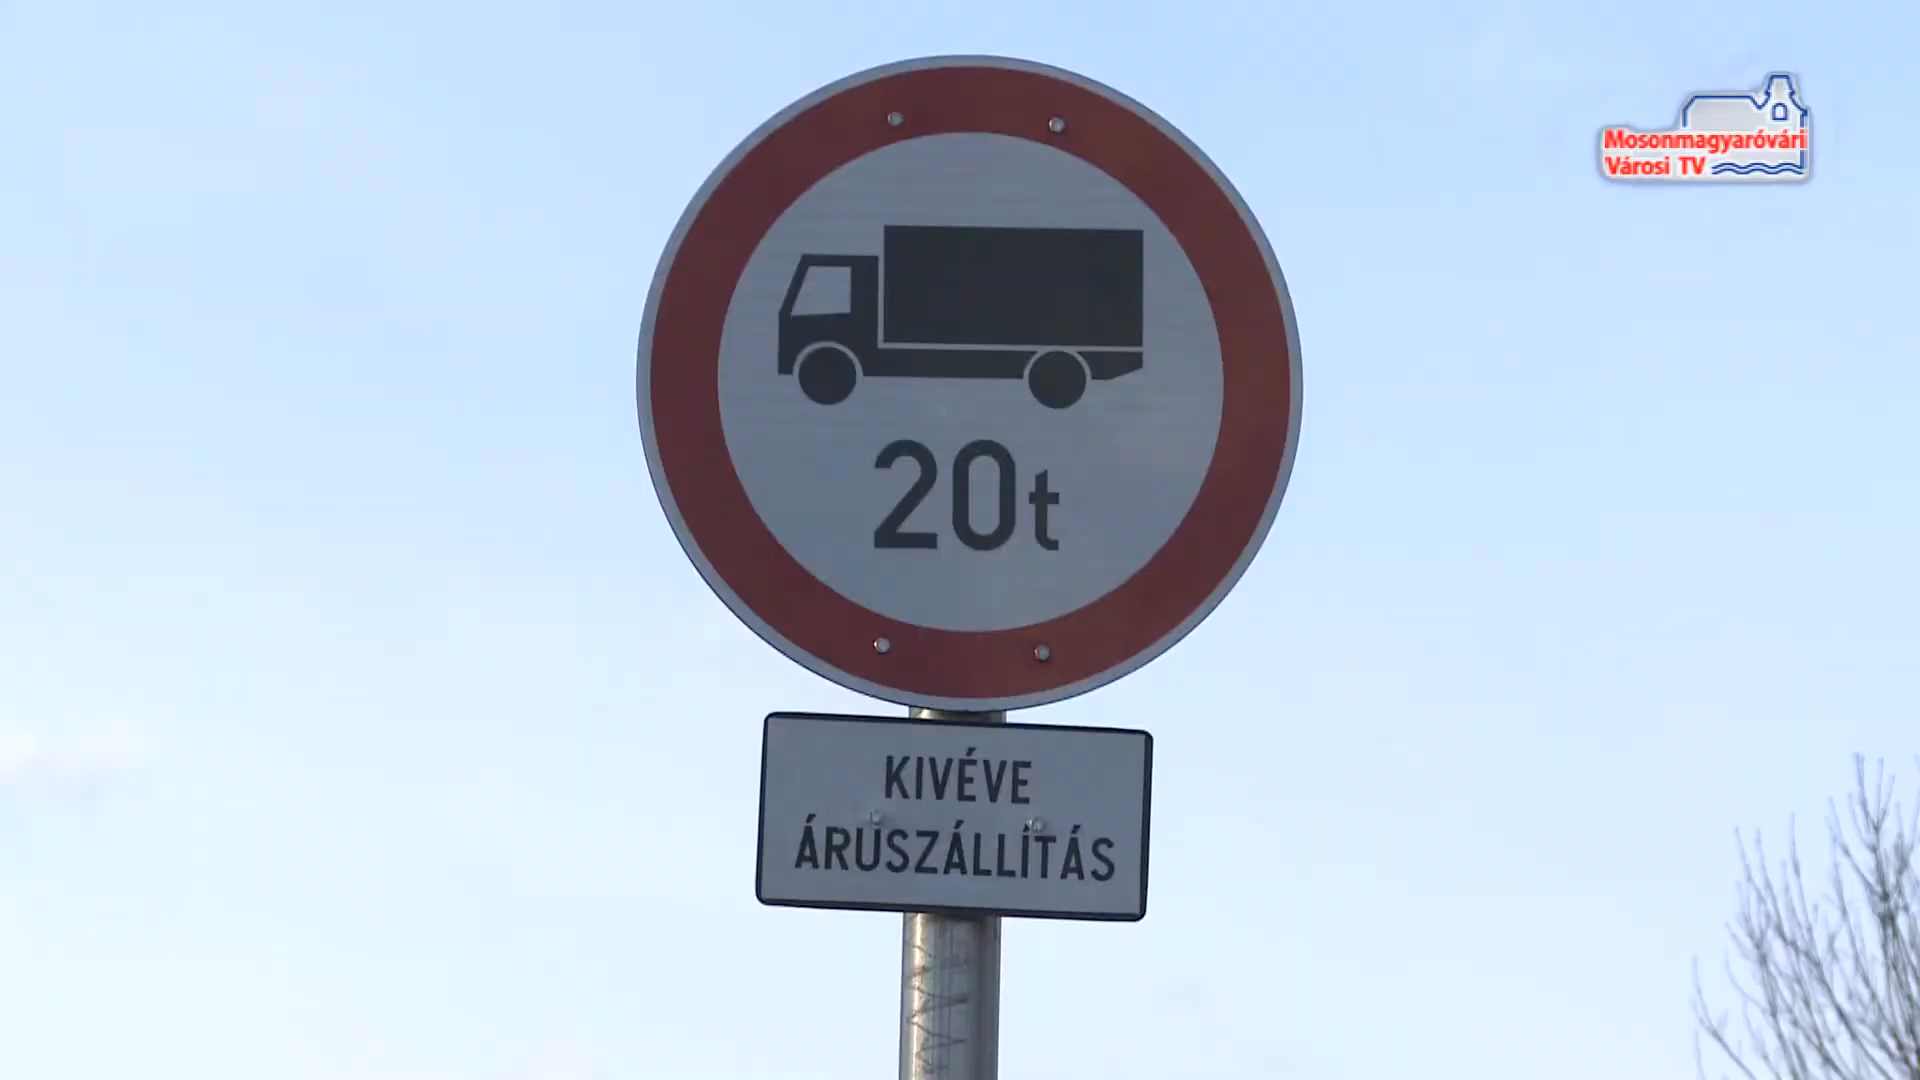 Mosonmagyaróvári
Városi TV
20t
KIVÉVE
ÁRUSZÁLLÍTÁS